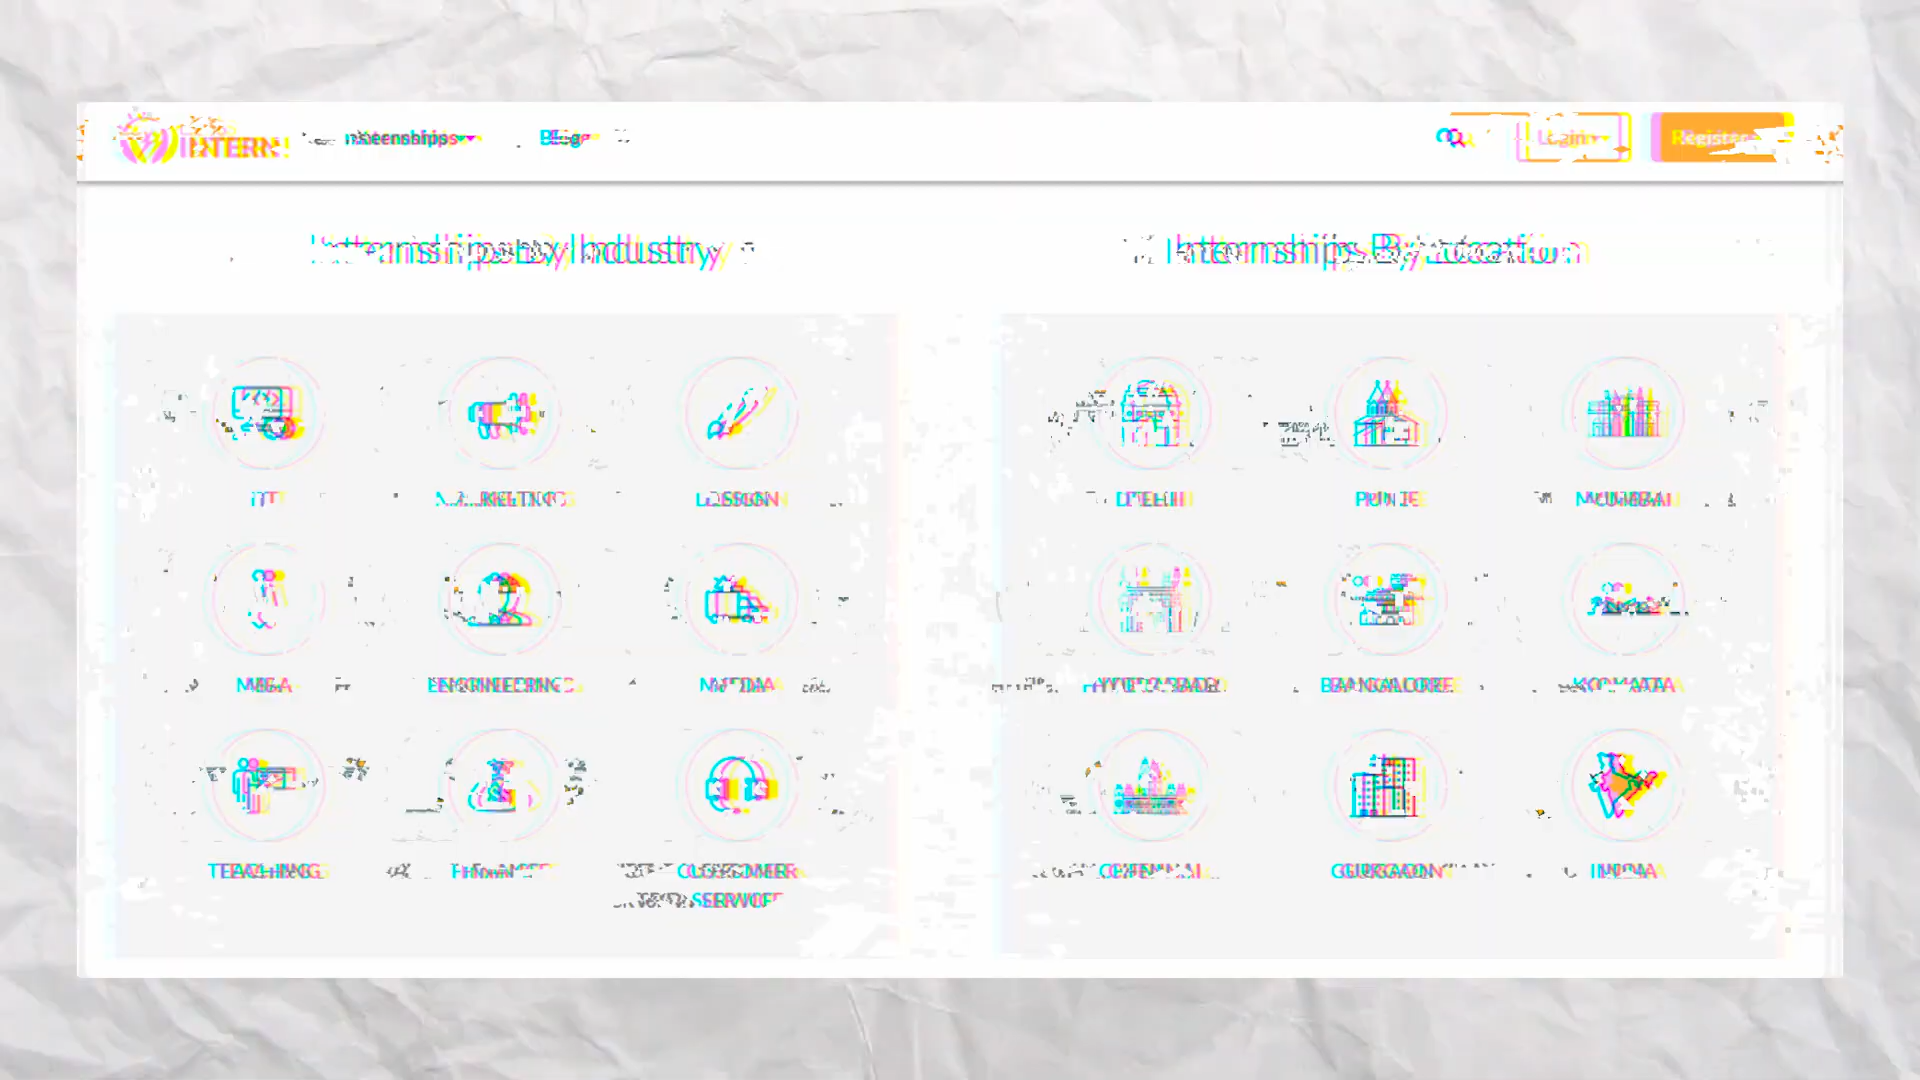 INTERN
Internships
Blog
Login
Register
Internships by Industry
Internships By Location
IT
MARKETING
DESIGN
DELHI
PUNE
MUMBAI
MBA
ENGINEERING
MEDIA
HYDERABAD
BANGALORE
KOLKATA
TEACHING
FINANCE
CUSTOMER
SERVICE
CHENNAI
GURGAON
INDIA